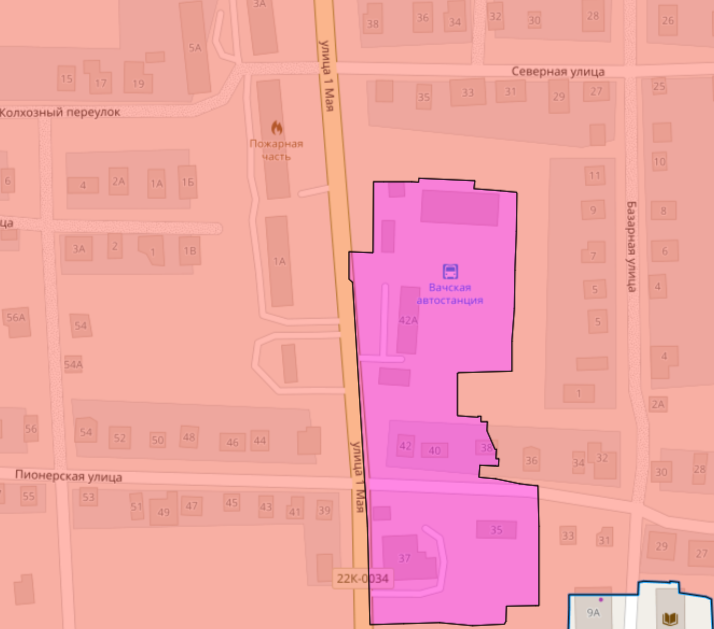 3А
38
36
34
32
30
28
26
5А
улица 1 Мая
Северная улица
15
17
19
35
33
31
29
27
25
Колхозный переулок
Пожарная
часть
6
4
2А
1А
1Б
11
10
9
8
Базарная улица
ца
3А
2
1
1В
1А
7
6
5
4
Вачская
автостанция
42А
56А
54
5
54А
4
1
2А
56
54
52
50
48
46
44
42
40
38
36
34
32
30
28
улица 1 Мая
Пионерская улица
55
53
51
49
47
45
43
41
39
35
33
31
29
27
37
22К-0034
9А